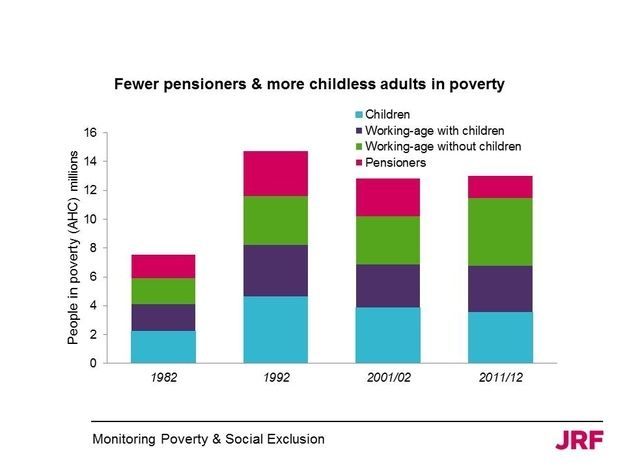 Fewer pensioners & more childless adults in poverty
Children
Working-age with children
Working-age without children
Pensioners
People in poverty (AHC) millions
16
14
12
10
8
6
4
2
0
1982
1992
2001/02
2011/12
Monitoring Poverty & Social Exclusion
JRF